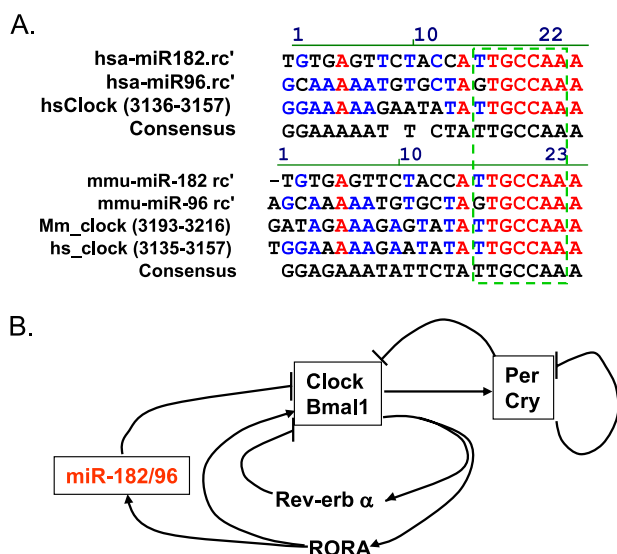 A.
1 10 22
hsa-miR182.rc' TGTGAGTTCTACCATTGCCAAA
hsa-miR96.rc' GCAAAAATGTGCTAGTGCCAAA
hsClock (3136-3157) GGAAAAAGAATATATTGCCAAA
Consensus GGAAAAAT T CTATTGCCAAA
1 10 23
mmu-miR-182 rc' -TGTGAGTTCTACCATTGCCAAA
mmu-miR-96 rc' AGCAAAAATGTGCTAGTGCCAAA
Mm_clock (3193-3216) GATAGAAAGAGTATATTGCCAAA
hs_clock (3135-3157) TGGAAAAAGAATATATTGCCAAA
Consensus GGAGAAATATTCTATTGCCAAA
B.
Clock
Bmal1
Per
Cry
miR-182/96
Rev-erb α
RORA